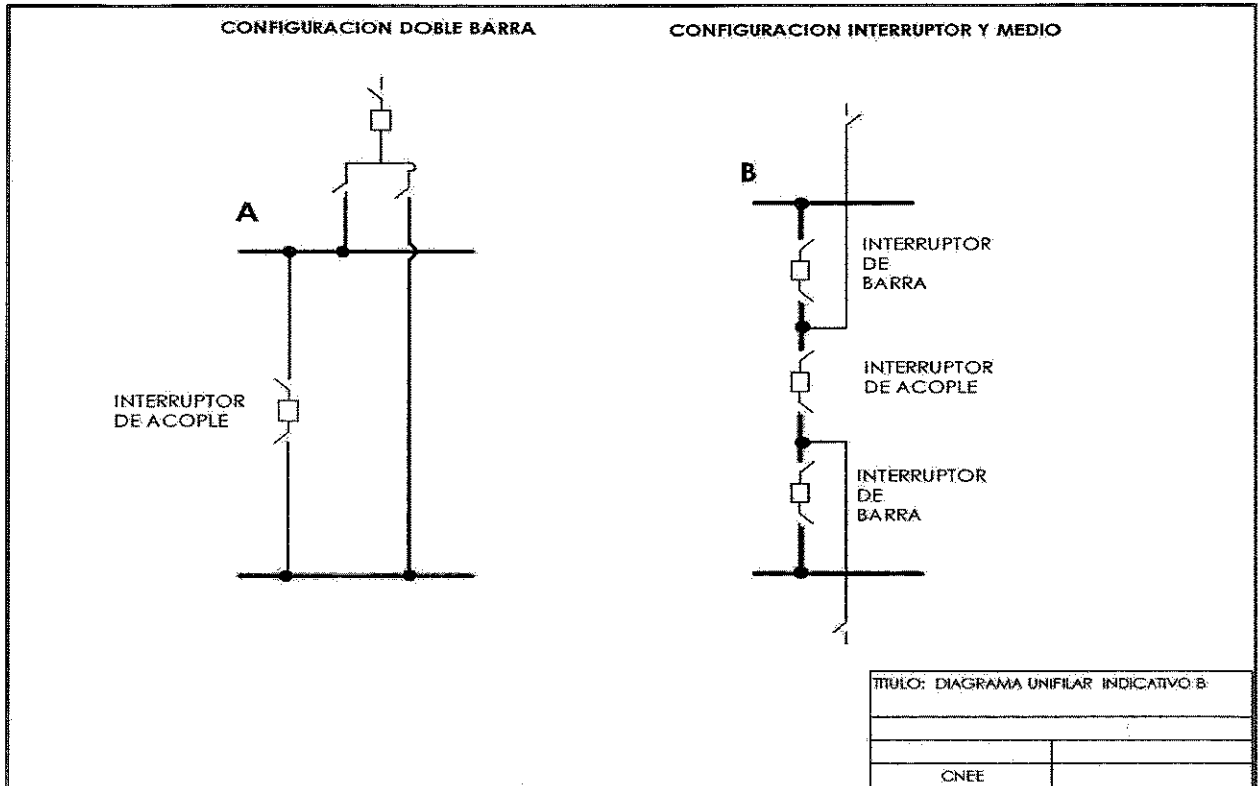 CONFIGURACION DOBLE BARRA
CONFIGURACION INTERRUPTOR Y MEDIO
A
INTERRUPTOR
DE ACOPLE
B
INTERRUPTOR
DE
BARRA
INTERRUPTOR
DE ACOPLE
INTERRUPTOR
DE
BARRA
TITULO: DIAGRAMA UNIFILAR INDICATIVO B
CNEE